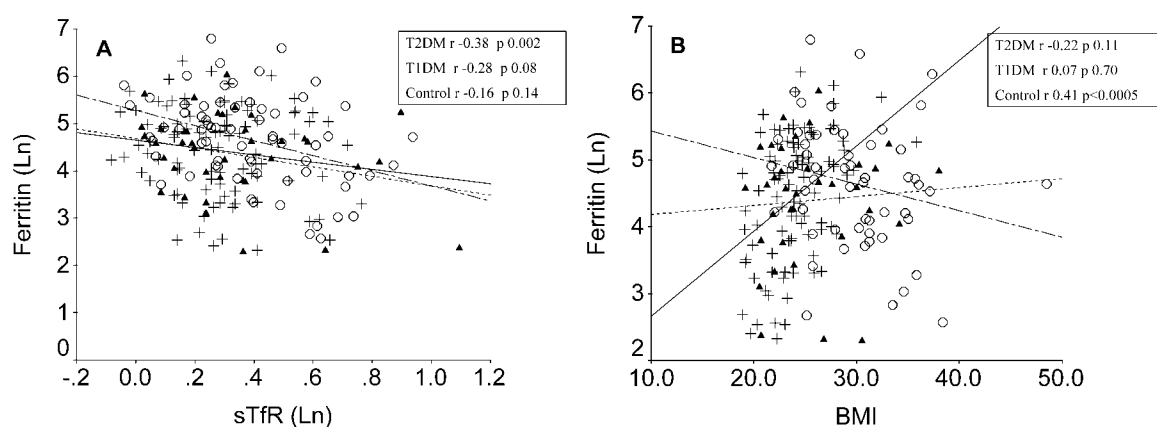 A
T2DM r -0.38 p 0.002
T1DM r -0.28 p 0.08
Control r -0.16 p 0.14
Ferritin (Ln)
7
6
5
4
3
2
1
0
-.2 0.0 .2 .4 .6 .8 1.0 1.2
sTfR (Ln)
B
T2DM r -0.22 p 0.11
T1DM r 0.07 p 0.70
Control r 0.41 p<0.0005
Ferritin (Ln)
7
6
5
4
3
2
10.0 20.0 30.0 40.0 50.0
BMI